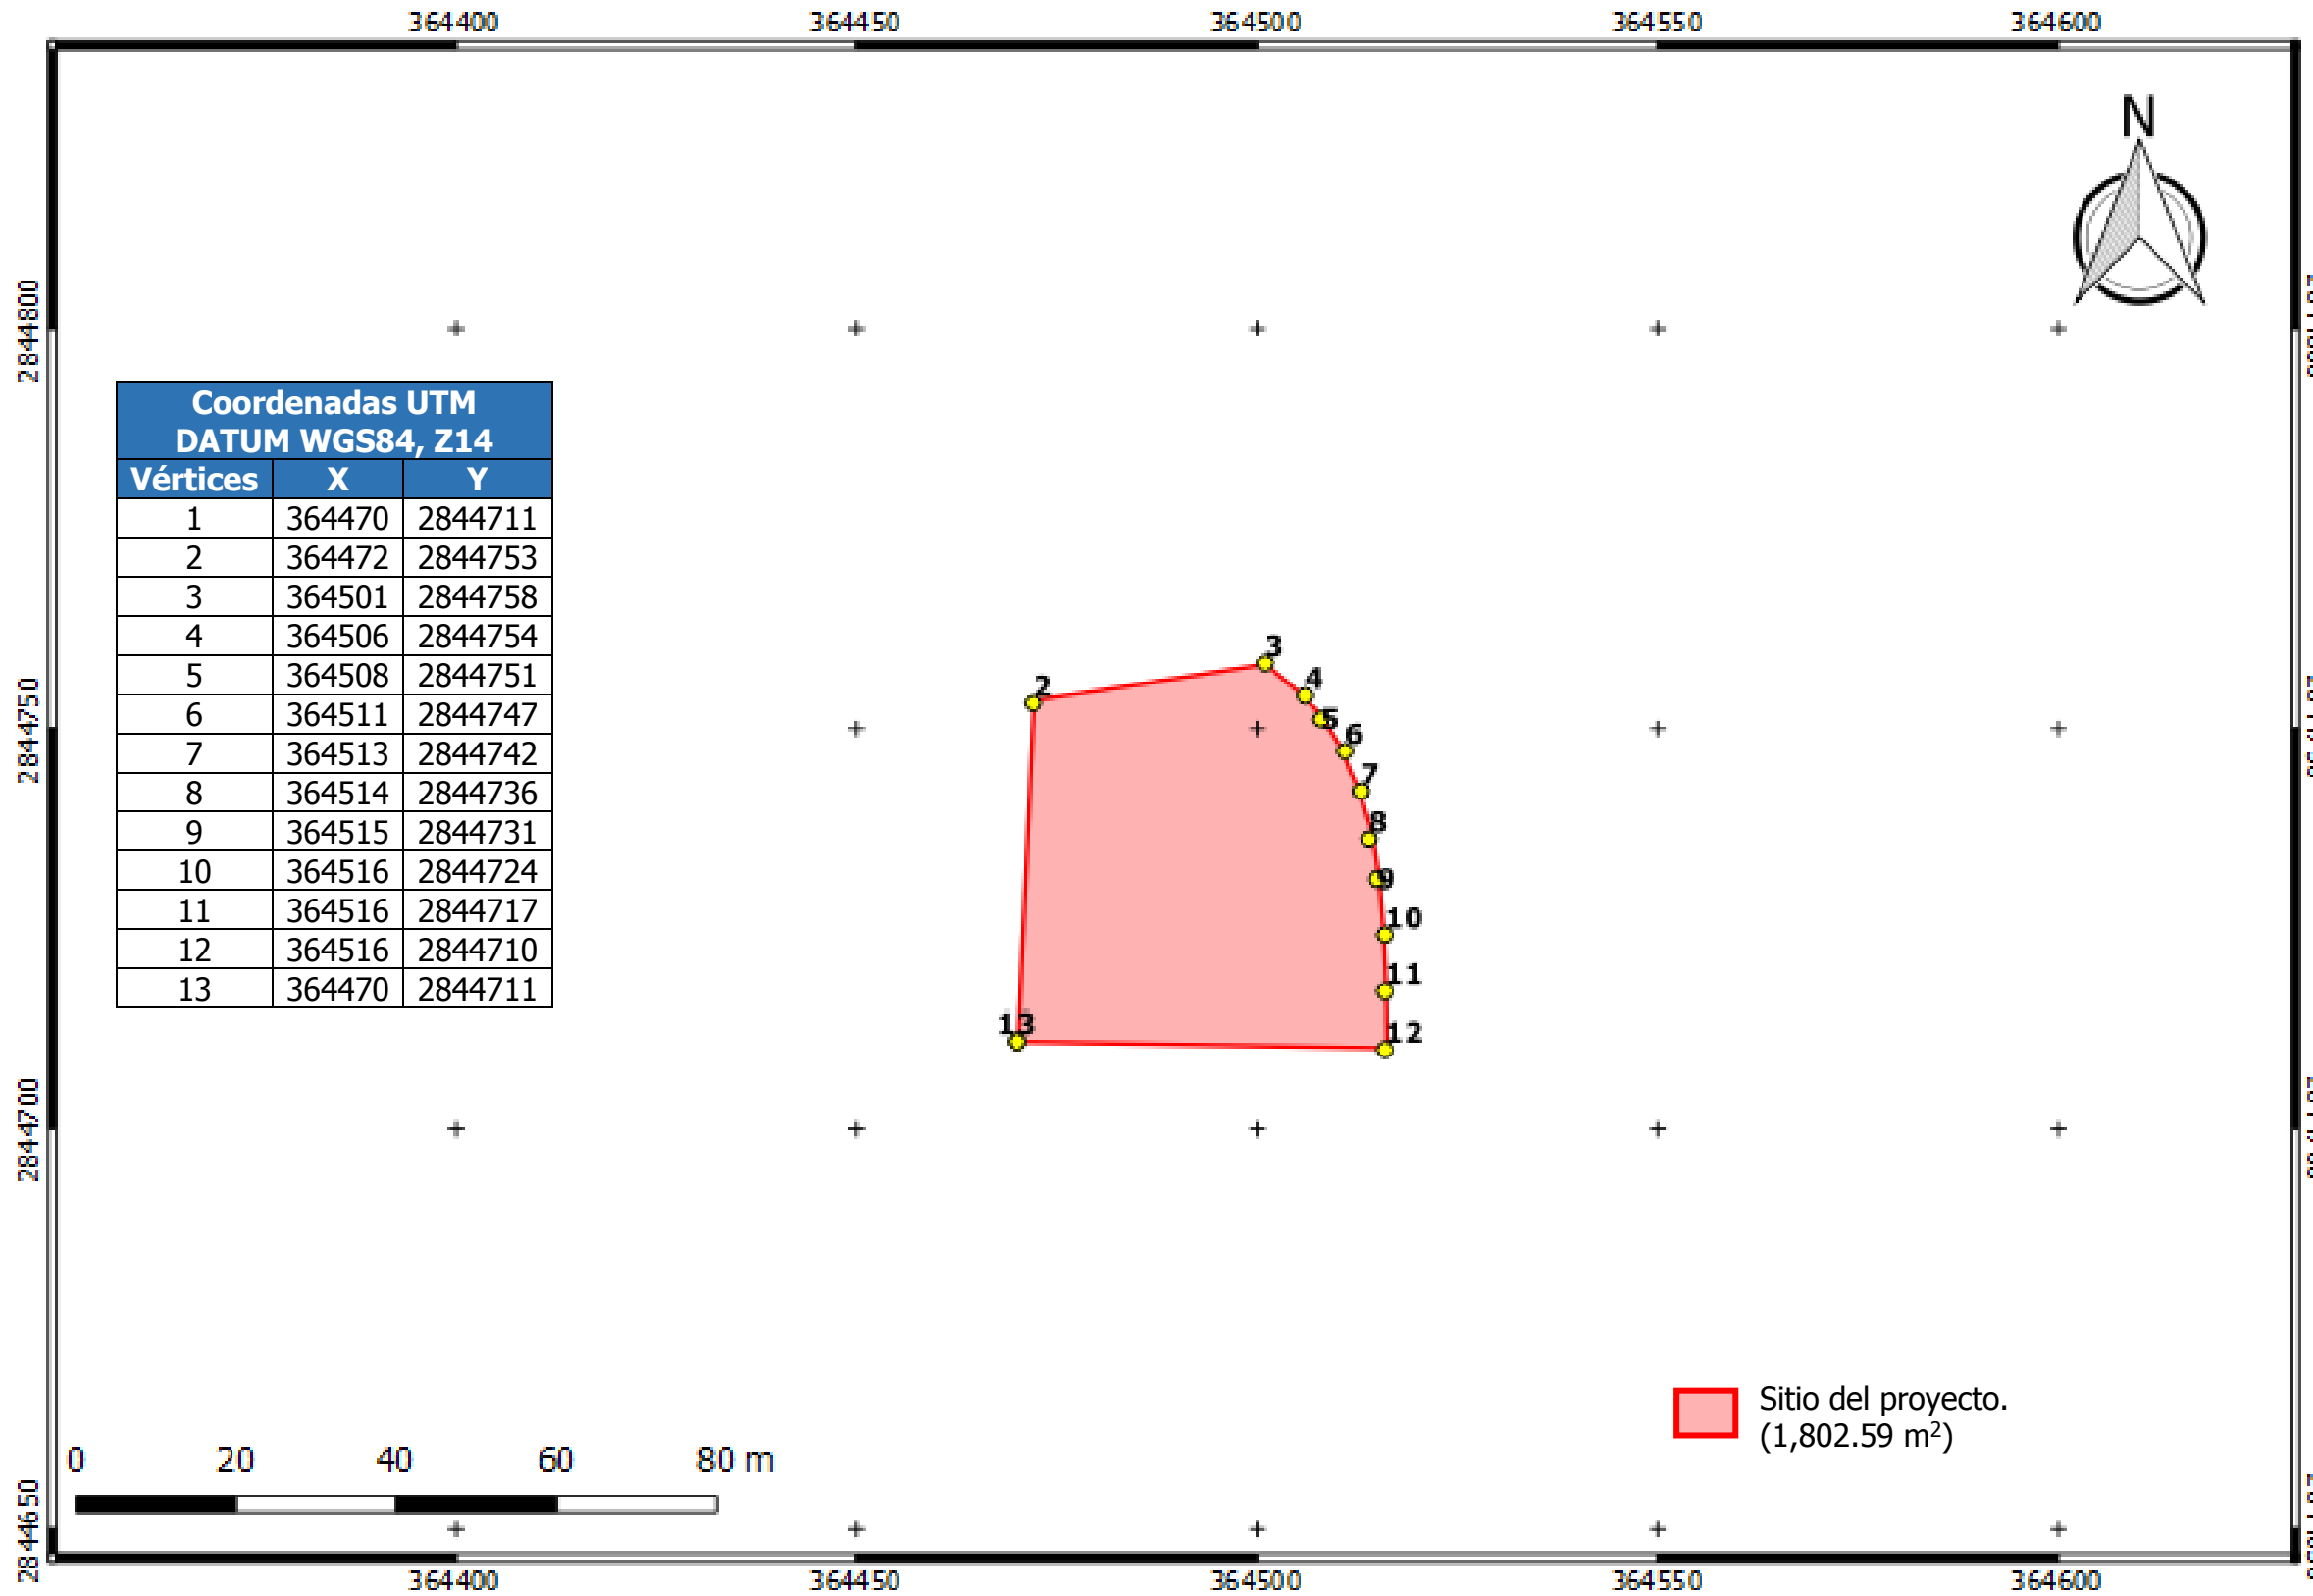 364400 364450 364500 364550 364600
N
2844800
2844750
2844700
2844650
Coordenadas UTM
DATUM WGS84, Z14
Vértices X Y
1 364470 2844711
2 364472 2844753
3 364501 2844758
4 364506 2844754
5 364508 2844751
6 364511 2844747
7 364513 2844742
8 364514 2844736
9 364515 2844731
10 364516 2844724
11 364516 2844717
12 364516 2844710
13 364470 2844711
2
3
4
5
6
7
8
9
10
11
12
13
Sitio del proyecto.
(1,802.59 m²)
0 20 40 60 80 m
364400 364450 364500 364550 364600